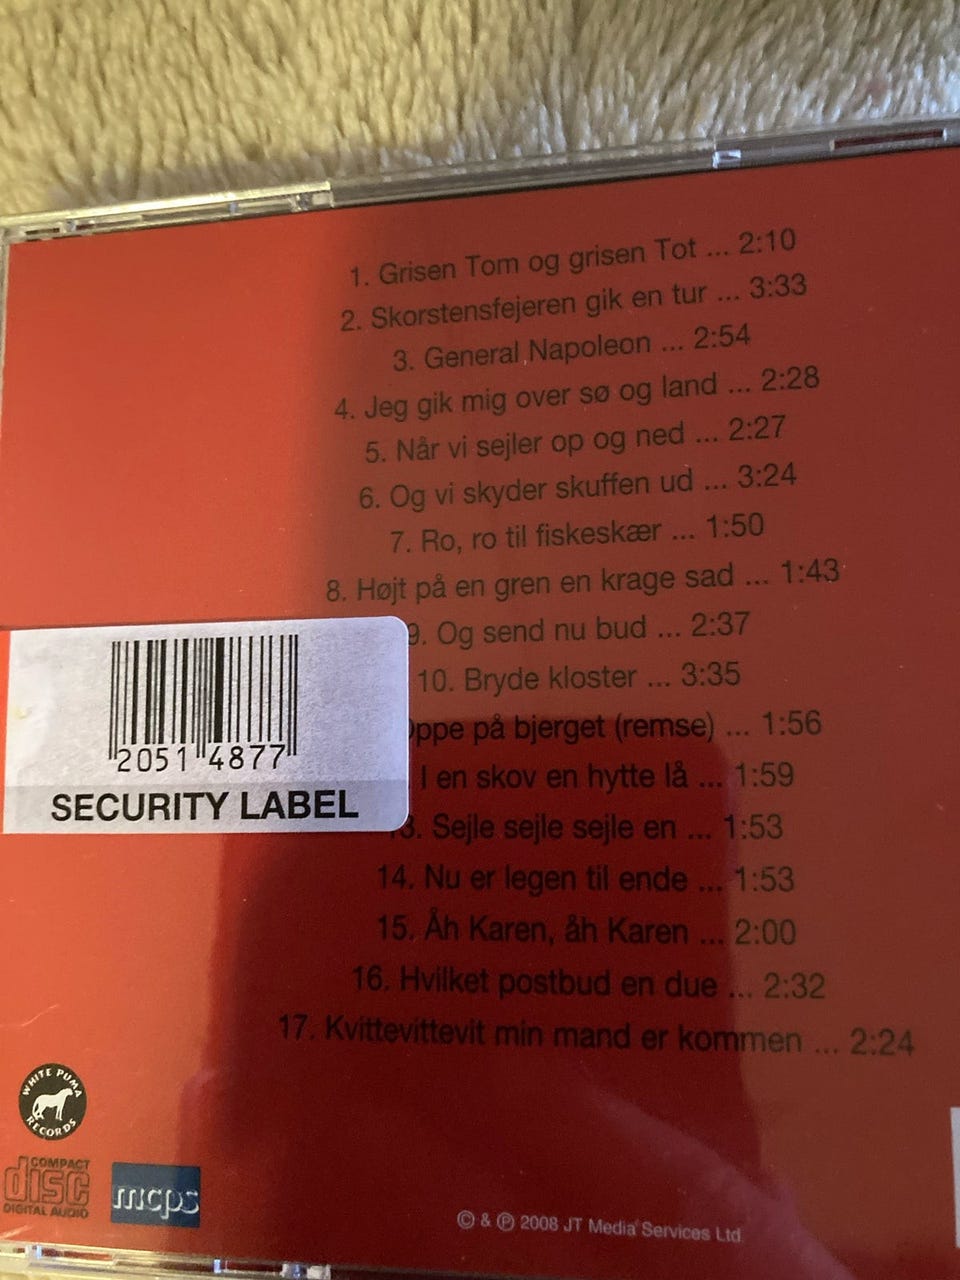 1. Grisen Tom og grisen Tot ... 2:10
2. Skorstensfejeren gik en tur ... 3:33
3. General Napoleon ... 2:54
4. Jeg gik mig over sø og land ... 2:28
5. Når vi sejler op og ned ... 2:27
6. Og vi skyder skuffen ud ... 3:24
7. Ro, ro til fiskeskær ... 1:50
8. Højt på en gren en krage sad ... 1:43
9. Og send nu bud ... 2:37
10. Bryde kloster ... 3:35
Oppe på bjerget (remse) ... 1:56
I en skov en hytte lå ... 1:59
13. Sejle sejle sejle en ... 1:53
14. Nu er legen til ende ... 1:53
15. Åh Karen, åh Karen ... 2:00
16. Hvilket postbud en due ... 2:32
17. Kvittevittevit min mand er kommen ... 2:24
2051 4877
SECURITY LABEL
WHITE PUMA
RECORDS
COMPACT
disc
DIGITAL AUDIO
mcps
© & ℗ 2008 JT Media Services Ltd